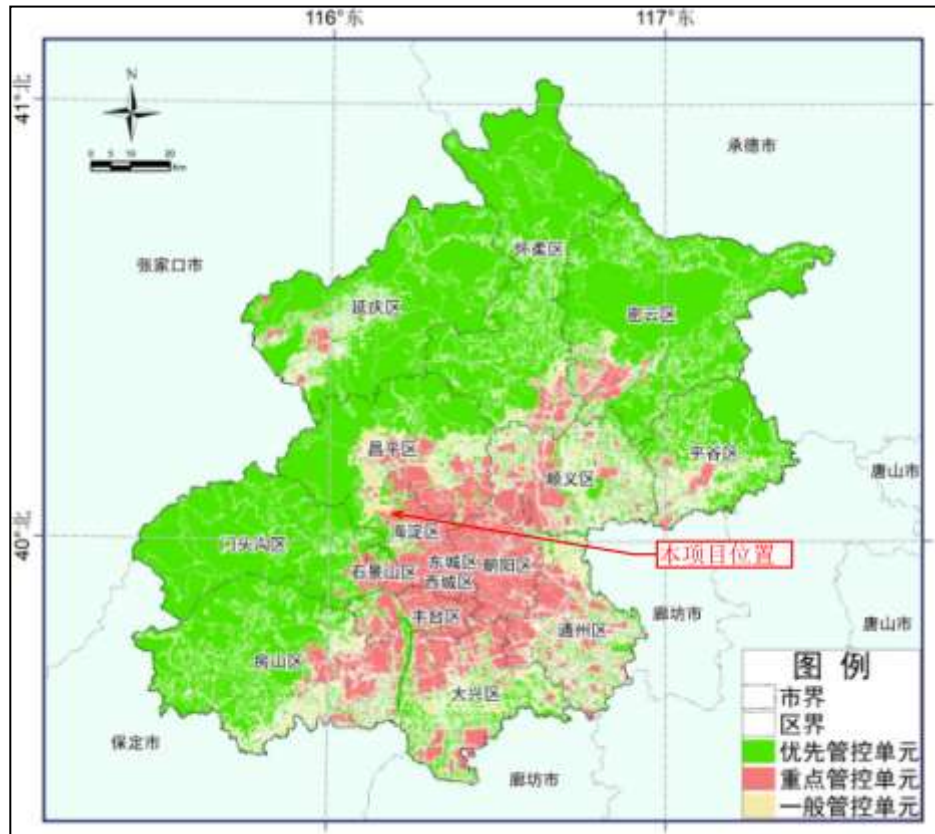 116°东
117°东
41°北
N
0 5 10 20
Km
承德市
怀柔区
张家口市
延庆区
密云区
昌平区
顺义区
平谷区
唐山市
40°北
海淀区
门头沟区
本项目位置
石景山区
东城区
朝阳区
西城区
丰台区
通州区
廊坊市
唐山市
房山区
大兴区
保定市
廊坊市
图 例
市界
区界
优先管控单元
重点管控单元
一般管控单元